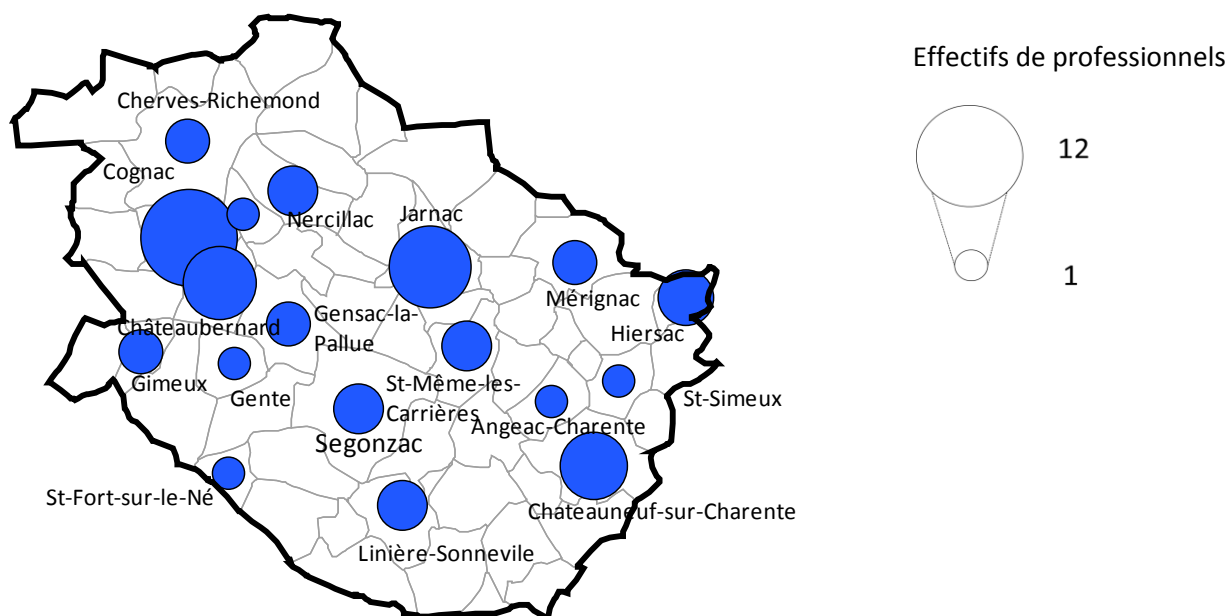 Effectifs de professionnels
12
1
Cherves-Richemond
Cognac
Nercillac
Jarnac
Mérignac
Hiersac
Châteaubernard
Gensac-la-
Pallue
Gimeux
Gente
St-Même-les-
Carrières
Segonzac
Angeac-Charente
St-Simeux
St-Fort-sur-le-Né
Châteauneuf-sur-Charente
Linière-Sonnevile